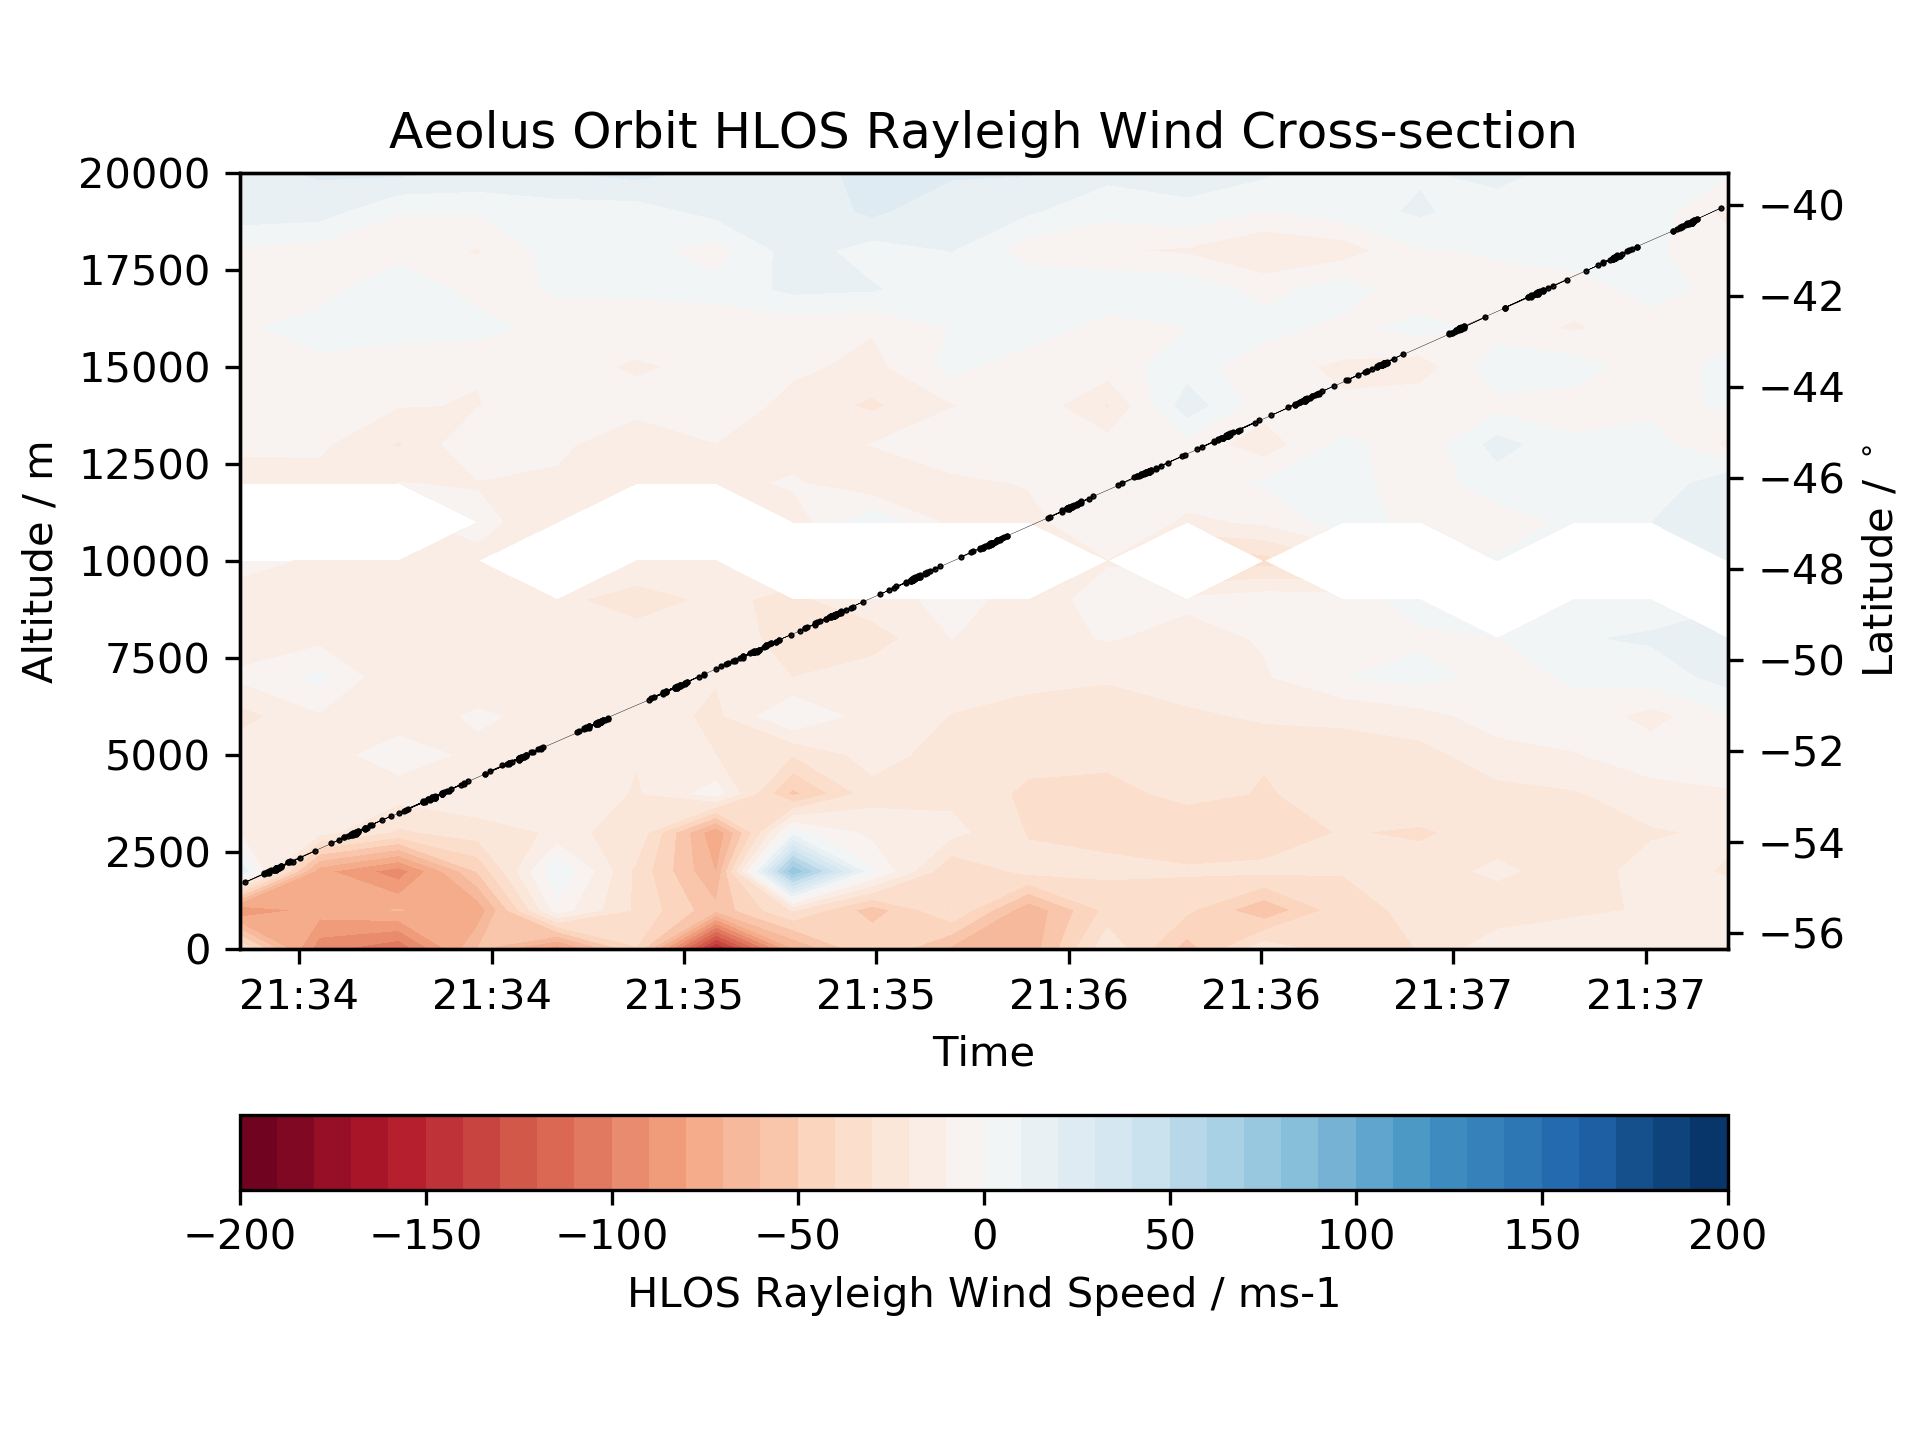 Aeolus Orbit HLOS Rayleigh Wind Cross-section
20000
17500
15000
12500
10000
7500
5000
2500
0
Altitude / m
−40
−42
−44
−46
−48
−50
−52
−54
−56
Latitude / °
21:34 21:34 21:35 21:35 21:36 21:36 21:37 21:37
Time
−200 −150 −100 −50 0 50 100 150 200
HLOS Rayleigh Wind Speed / ms-1